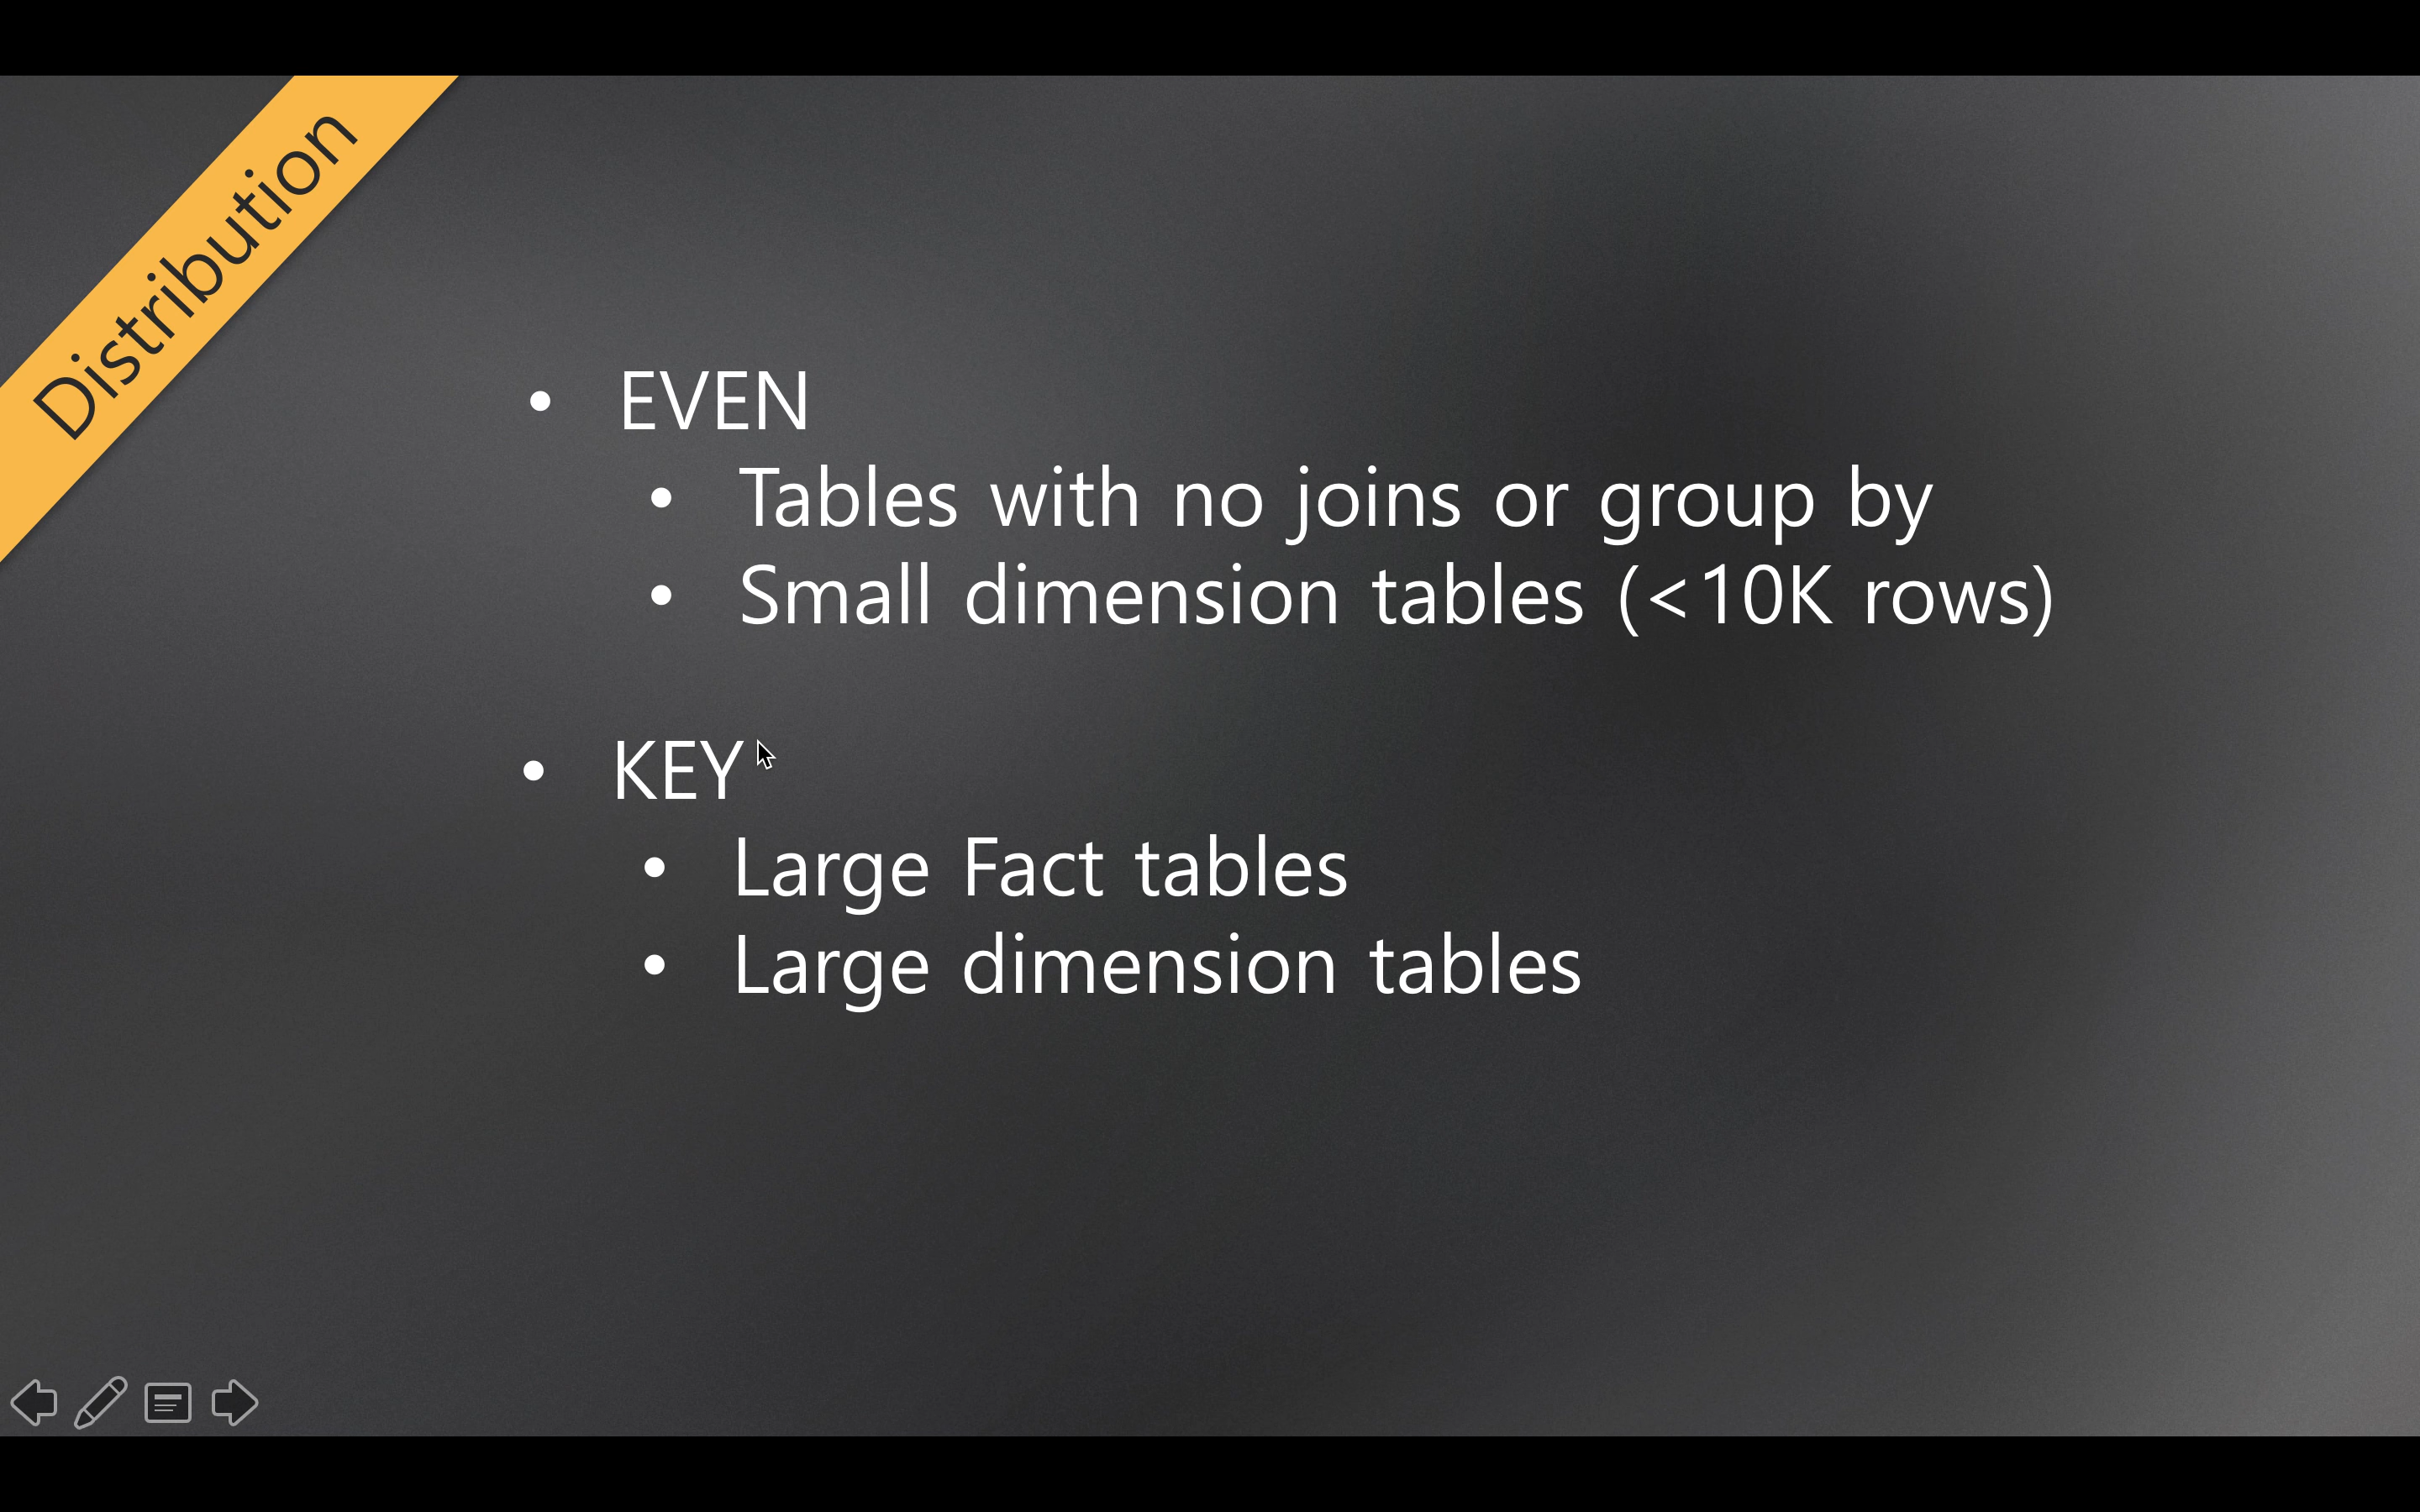 Distribution
• EVEN
• Tables with no joins or group by
• Small dimension tables (<10K rows)
• KEY
• Large Fact tables
• Large dimension tables